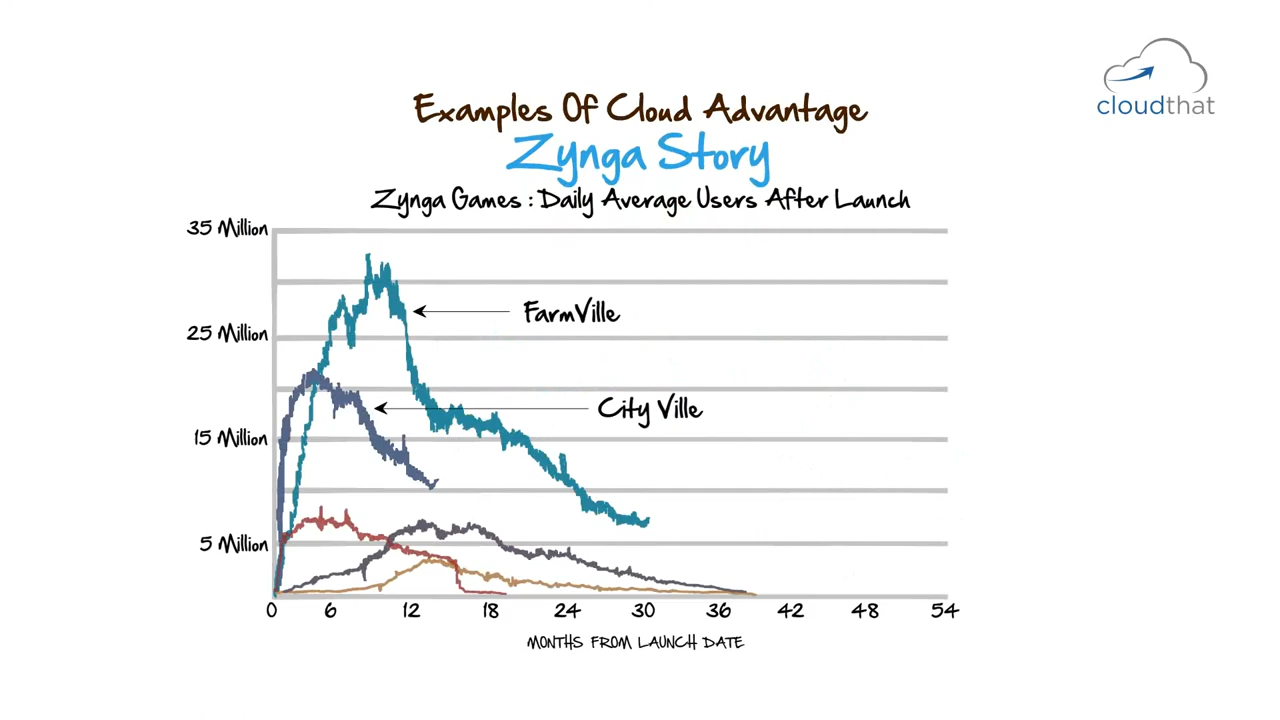 cloudthat
Examples Of Cloud Advantage
Zynga Story
Zynga Games : Daily Average Users After Launch
35 Million
FarmVille
25 Million
City Ville
15 Million
5 Million
0 6 12 18 24 30 36 42 48 54
MONTHS FROM LAUNCH DATE